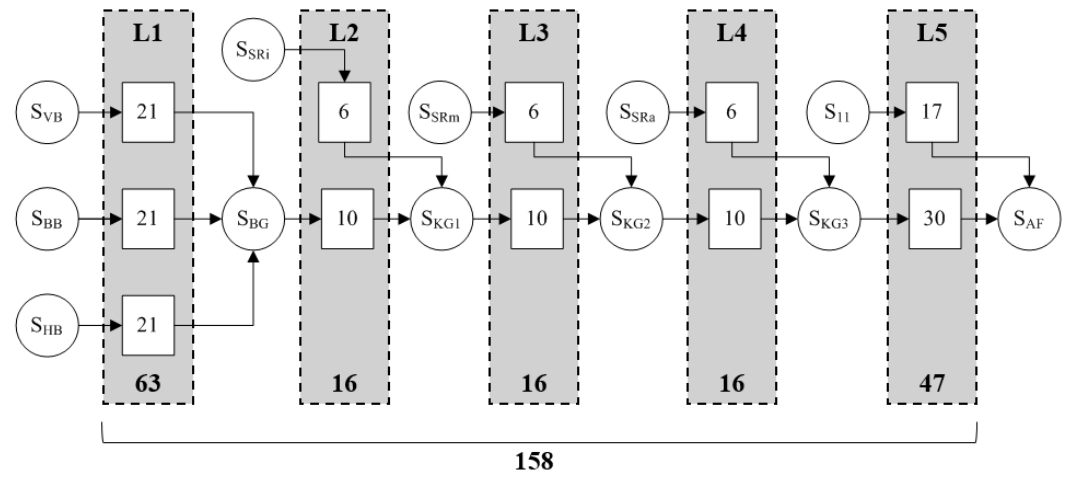 L1 L2 L3 L4 L5
S_SRi
S_VB 21 6 S_SRm 6 S_SRa 6 S_11 17
S_BB 21 S_BG 10 S_KG1 10 S_KG2 10 S_KG3 30 S_AF
S_HB 21
63 16 16 16 47
158